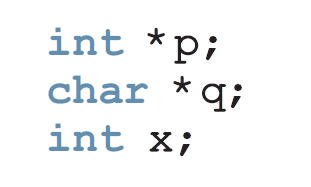 int *p;
char *q;
int x;